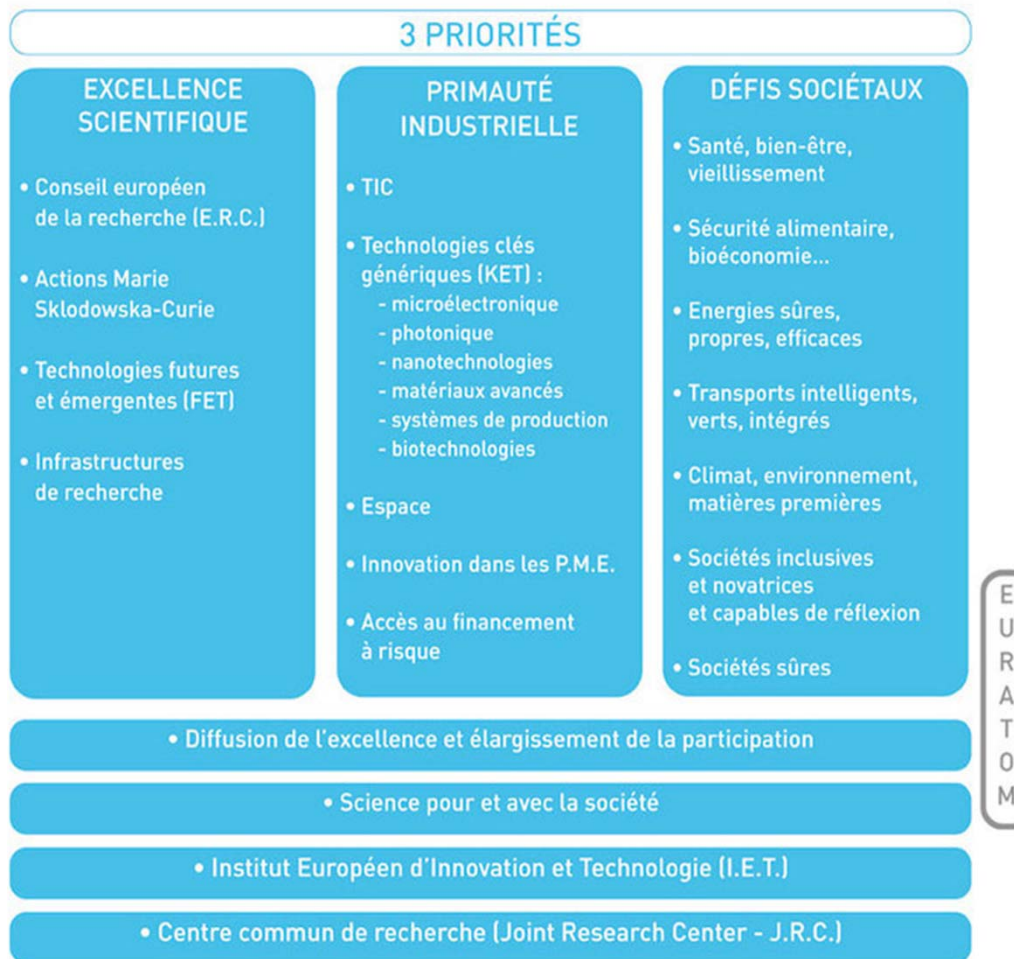 3 PRIORITÉS
EXCELLENCE
SCIENTIFIQUE
• Conseil européen
de la recherche (E.R.C.)
• Actions Marie
Sklodowska-Curie
• Technologies futures
et émergentes (FET)
• Infrastructures
de recherche
PRIMAUTÉ
INDUSTRIELLE
• TIC
• Technologies clés
génériques (KET) :
- microélectronique
- photonique
- nanotechnologies
- matériaux avancés
- systèmes de production
- biotechnologies
• Espace
• Innovation dans les P.M.E.
• Accès au financement
à risque
DÉFIS SOCIÉTAUX
• Santé, bien-être,
vieillissement
• Sécurité alimentaire,
bioéconomie...
• Energies sûres,
propres, efficaces
• Transports intelligents,
verts, intégrés
• Climat, environnement,
matières premières
• Sociétés inclusives
et novatrices
et capables de réflexion
• Sociétés sûres
• Diffusion de l'excellence et élargissement de la participation
• Science pour et avec la société
• Institut Européen d'Innovation et Technologie (I.E.T.)
• Centre commun de recherche (Joint Research Center - J.R.C.)
EURATOM